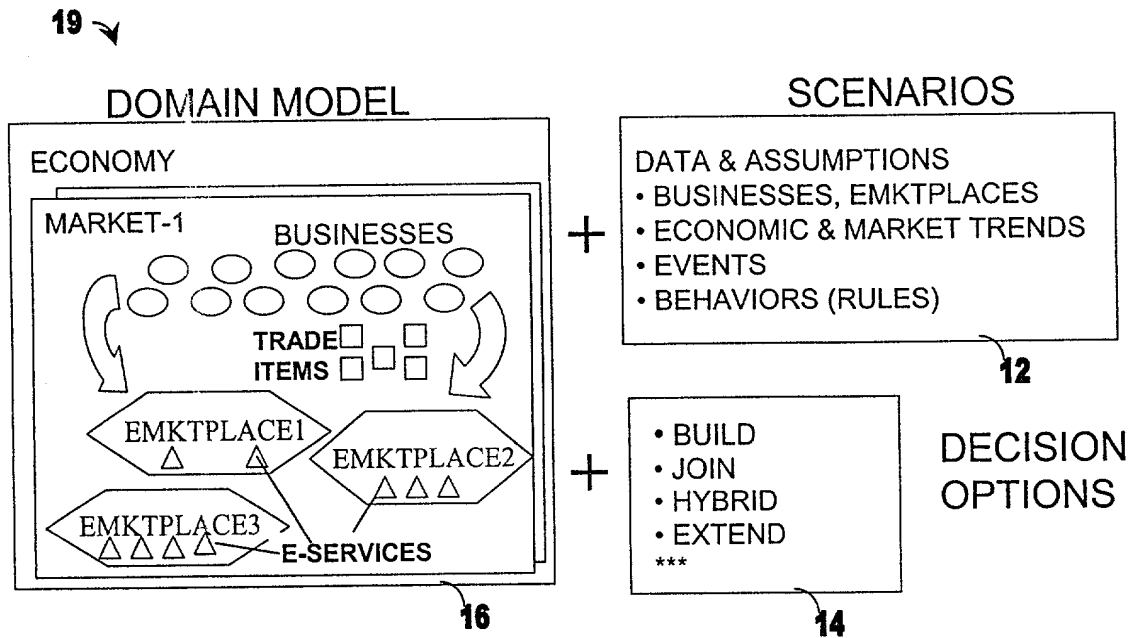 19
DOMAIN MODEL
ECONOMY
MARKET-1
BUSINESSES
TRADE
ITEMS
EMKTPLACE1
EMKTPLACE2
EMKTPLACE3
E-SERVICES
16
SCENARIOS
+
DATA & ASSUMPTIONS
• BUSINESSES, EMKTPLACES
• ECONOMIC & MARKET TRENDS
• EVENTS
• BEHAVIORS (RULES)
12
+
• BUILD
• JOIN
• HYBRID
• EXTEND
***
14
DECISION
OPTIONS